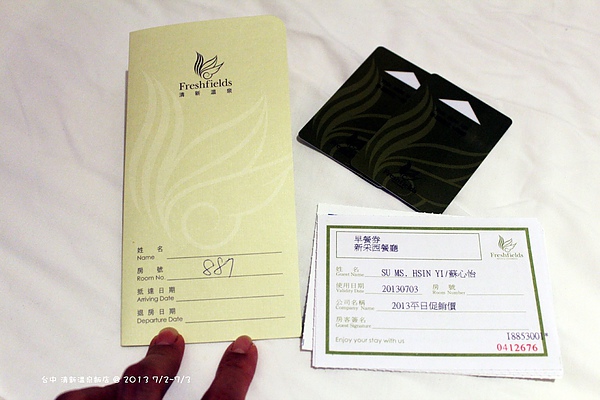 Freshfields
清新溫泉
姓名
Name
房號
Room No. 887
抵達日期
Arriving Date
退房日期
Departure Date
早餐券
新采西餐廳
Freshfields
姓名
Guest Name SU MS. HSIN YI/蘇心怡
使用日期 房號
Validity Date 20130703 Room Number
公司名稱
Company Name 2013平日促銷價
房客簽名
Guest Signature
Enjoy your stay with us
18853001*
0412676
台中 清新溫泉飯店 @ 2013 7/2-7/3